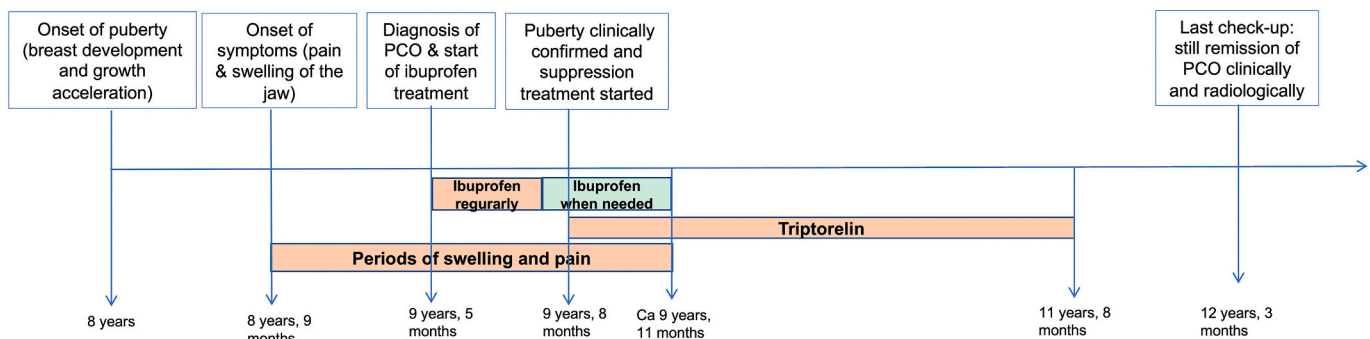 Onset of puberty
(breast development
and growth
acceleration)
Onset of
symptoms (pain
& swelling of the
jaw)
Diagnosis of
PCO & start of
ibuprofen
treatment
Puberty clinically
confirmed and
suppression
treatment started
Last check-up:
still remission of
PCO clinically
and radiologically
Ibuprofen
regurarly
Ibuprofen
when needed
Triptorelin
Periods of swelling and pain
8 years
8 years, 9
months
9 years, 5
months
9 years, 8
months
Ca 9 years,
11 months
11 years, 8
months
12 years, 3
months